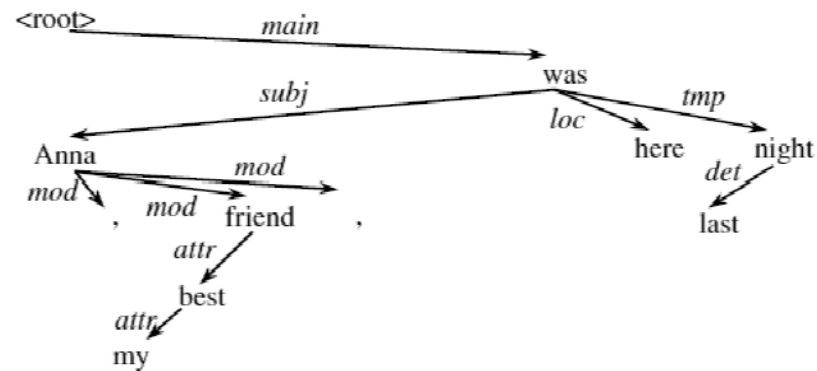 <root>
main
was
subj
tmp
loc
Anna
here
night
mod
det
mod
mod
,
friend
,
last
attr
best
attr
my